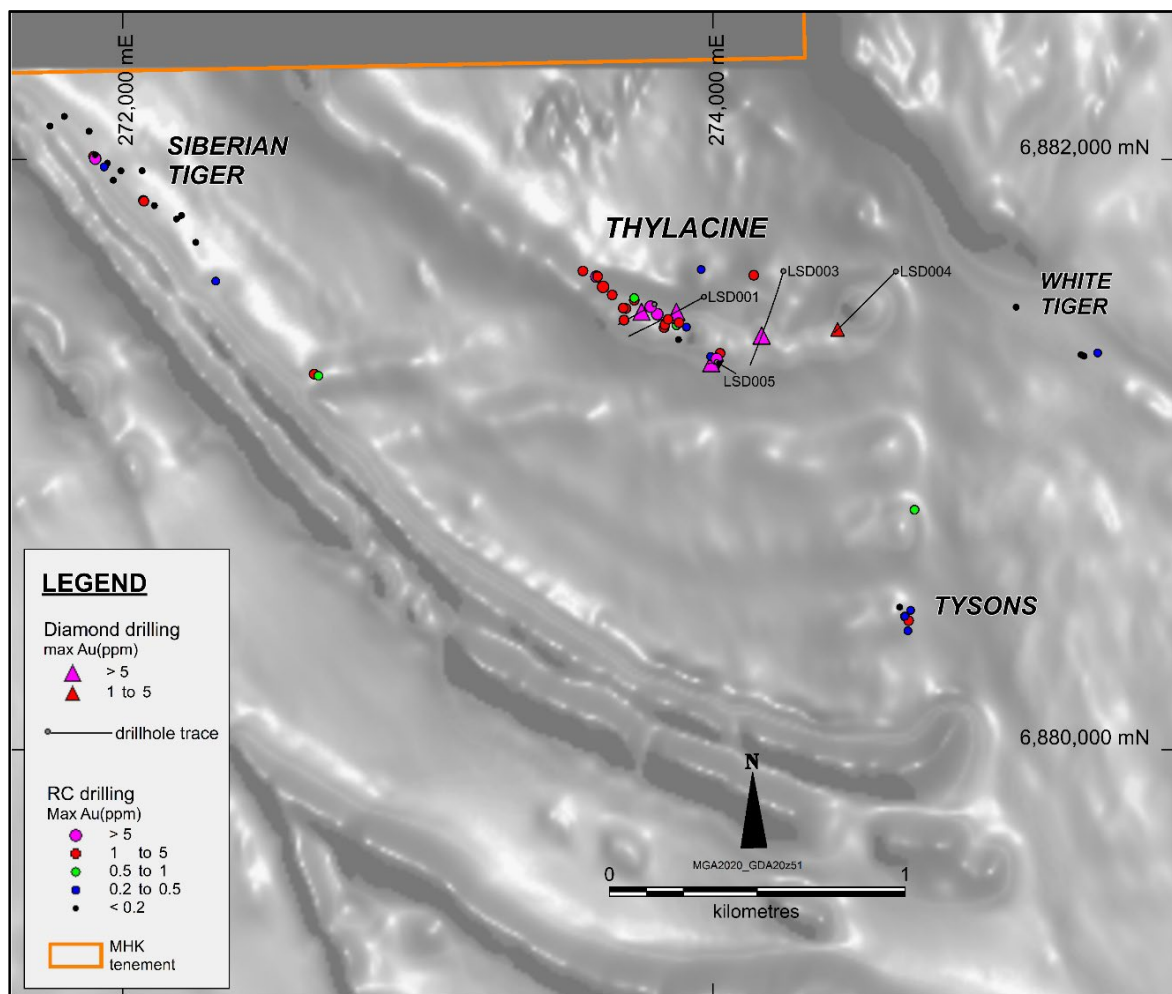 272,000 mE
274,000 mE
6,882,000 mN
SIBERIAN
TIGER
THYLACINE
LSD003
LSD004
LSD001
WHITE
TIGER
LSD005
TYSONS
6,880,000 mN
LEGEND
Diamond drilling
max Au(ppm)
> 5
1 to 5
drillhole trace
RC drilling
Max Au(ppm)
> 5
1 to 5
0.5 to 1
0.2 to 0.5
< 0.2
MHK
tenement
N
MGA2020_GDA20z51
0 1
kilometres